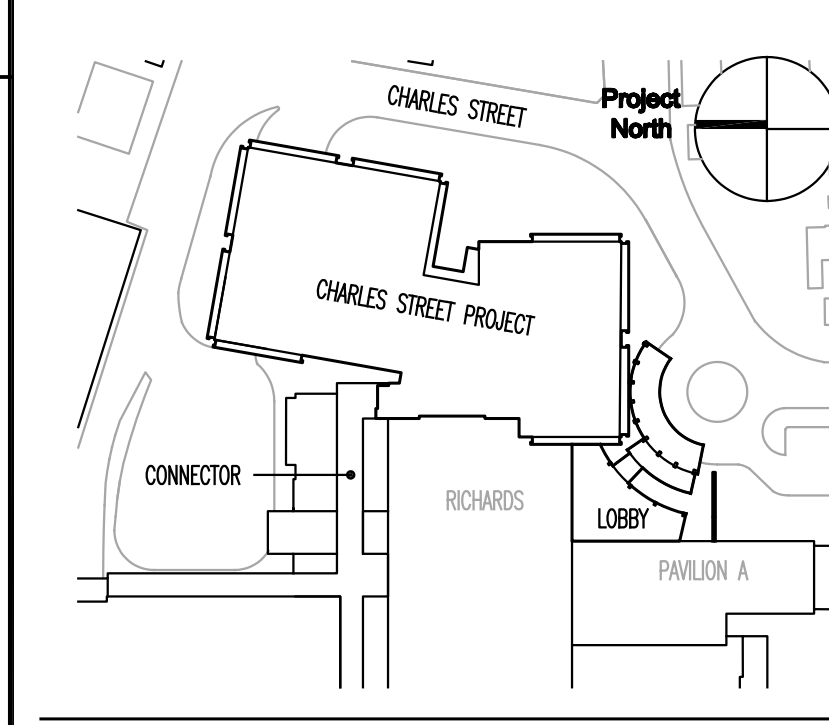 CHARLES STREET
Project
North
CHARLES STREET PROJECT
CONNECTOR
RICHARDS
LOBBY
PAVILION A